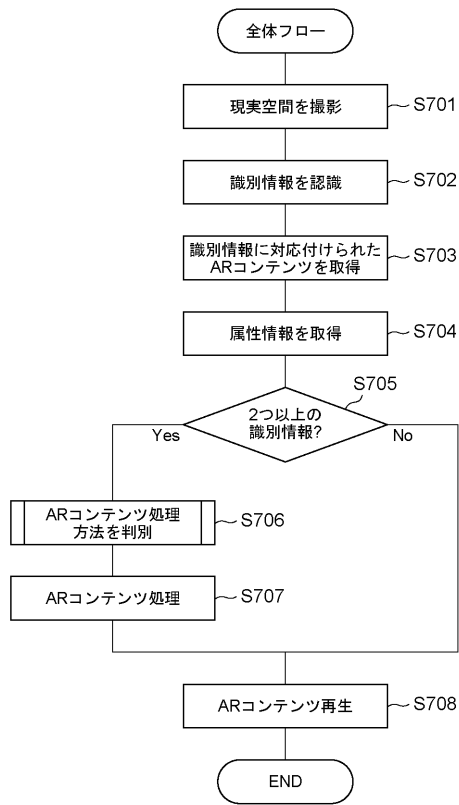 全体フロー
現実空間を撮影
S701
識別情報を認識
S702
識別情報に対応付けられた
ARコンテンツを取得
S703
属性情報を取得
S704
S705
2つ以上の
識別情報?
Yes
No
ARコンテンツ処理
方法を判別
S706
ARコンテンツ処理
S707
ARコンテンツ再生
S708
END